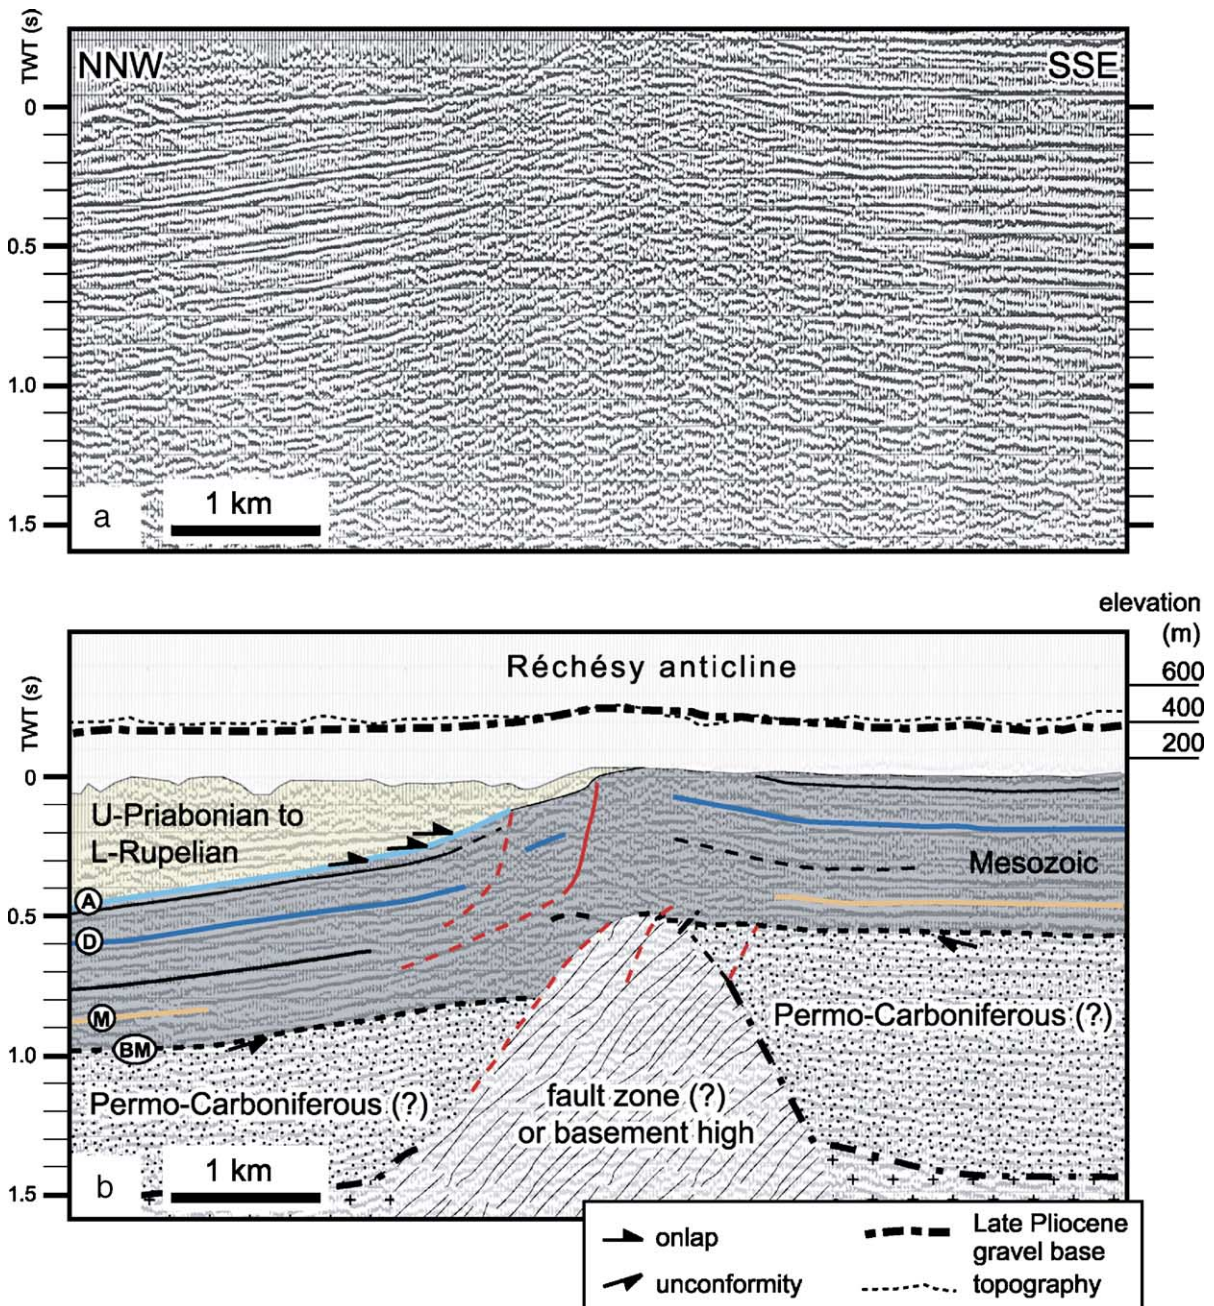 TWT (s)
NNW
SSE
0
0.5
1.0
1.5
a
1 km
elevation
(m)
TWT (s)
Réchésy anticline
600
400
200
0
U-Priabonian to
L-Rupelian
Mesozoic
A
0.5
D
M
BM
1.0
Permo-Carboniferous (?)
Permo-Carboniferous (?)
fault zone (?)
or basement high
b
1 km
1.5
onlap
Late Pliocene
gravel base
unconformity
topography